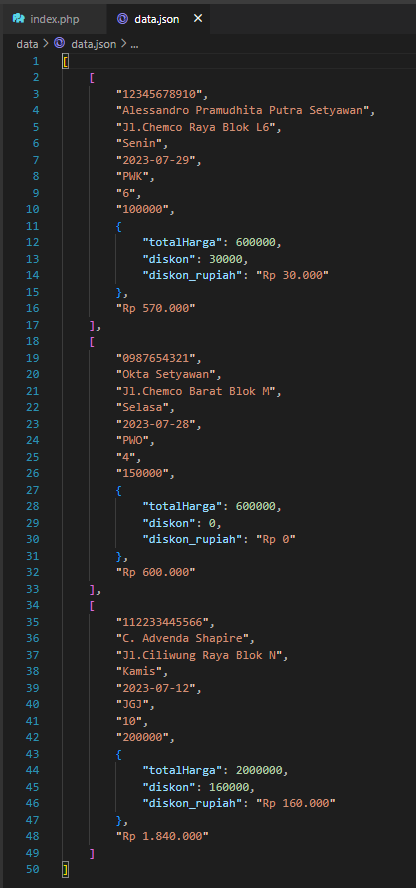 index.php data.json ×
data > data.json > ...
1 [
2 [
3 "12345678910",
4 "Alessandro Pramudhita Putra Setyawan",
5 "Jl.Chemco Raya Blok L6",
6 "Senin",
7 "2023-07-29",
8 "PWK",
9 "6",
10 "100000",
11 {
12 "totalHarga": 600000,
13 "diskon": 30000,
14 "diskon_rupiah": "Rp 30.000"
15 },
16 "Rp 570.000"
17 ],
18 [
19 "0987654321",
20 "Okta Setyawan",
21 "Jl.Chemco Barat Blok M",
22 "Selasa",
23 "2023-07-28",
24 "PWO",
25 "4",
26 "150000",
27 {
28 "totalHarga": 600000,
29 "diskon": 0,
30 "diskon_rupiah": "Rp 0"
31 },
32 "Rp 600.000"
33 ],
34 [
35 "112233445566",
36 "C. Advenda Shapire",
37 "Jl.Ciliwung Raya Blok N",
38 "Kamis",
39 "2023-07-12",
40 "JGJ",
41 "10",
42 "200000",
43 {
44 "totalHarga": 2000000,
45 "diskon": 160000,
46 "diskon_rupiah": "Rp 160.000"
47 },
48 "Rp 1.840.000"
49 ]
50 ]